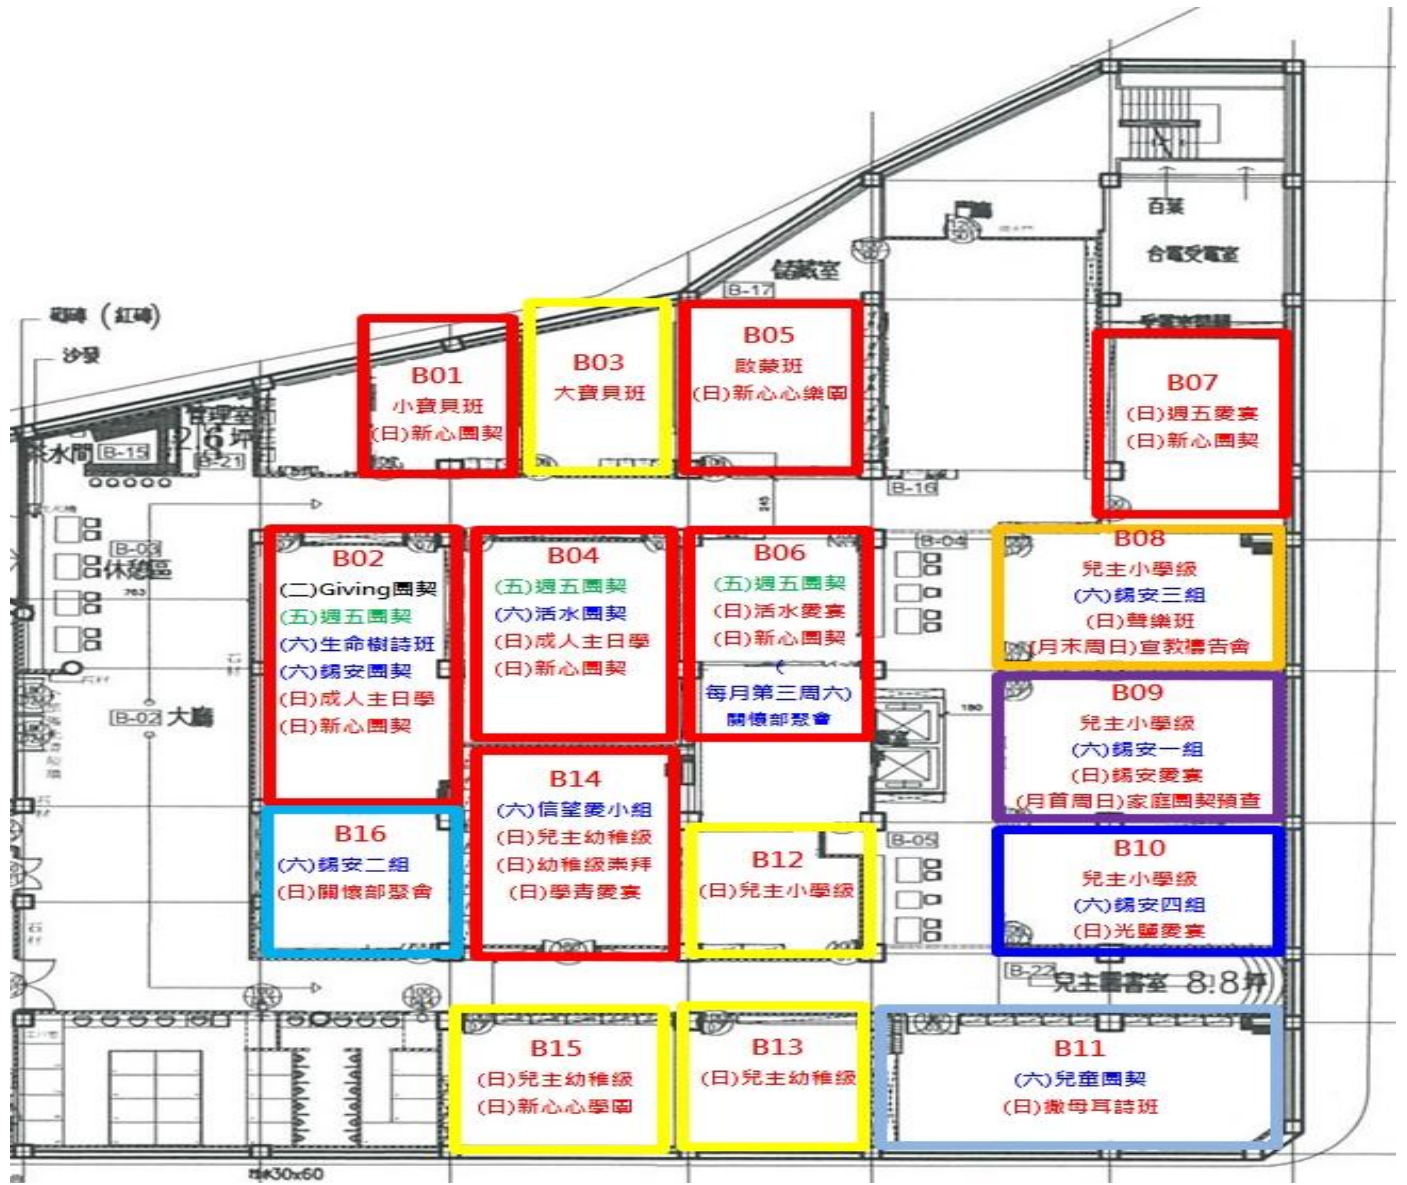 百葉
台電受電室
儲藏室
B-17
(紅磚)
沙發
B01
小寶貝班
(日)新心團契
B03
大寶貝班
B05
啟蒙班
(日)新心心樂園
B07
(日)週五愛宴
(日)新心團契
管理室
2.6坪
B-21
茶水間
B-15
B-16
245
B-03
休憩區
763
B-02
大廳
B02
(二)Giving團契
(五)週五團契
(六)生命樹詩班
(六)錫安團契
(日)成人主日學
(日)新心團契
B04
(五)週五團契
(六)活水團契
(日)成人主日學
(日)新心團契
B06
(五)週五團契
(日)活水愛宴
(日)新心團契
(
每月第三周六)
關懷部聚會
B-04
B08
兒主小學級
(六)錫安三組
(日)聲樂班
(月末周日)宣教禱告會
180
B09
兒主小學級
(六)錫安一組
(日)錫安愛宴
(月首周日)家庭團契預查
B16
(六)錫安二組
(日)關懷部聚會
B14
(六)信望愛小組
(日)兒主幼稚級
(日)幼稚級崇拜
(日)學青愛宴
B12
(日)兒主小學級
B-05
B10
兒主小學級
(六)錫安四組
(日)光鹽愛宴
B-22
兒主圖書室 8.8坪
B15
(日)兒主幼稚級
(日)新心心學園
B13
(日)兒主幼稚級
B11
(六)兒童團契
(日)撒母耳詩班
30x60